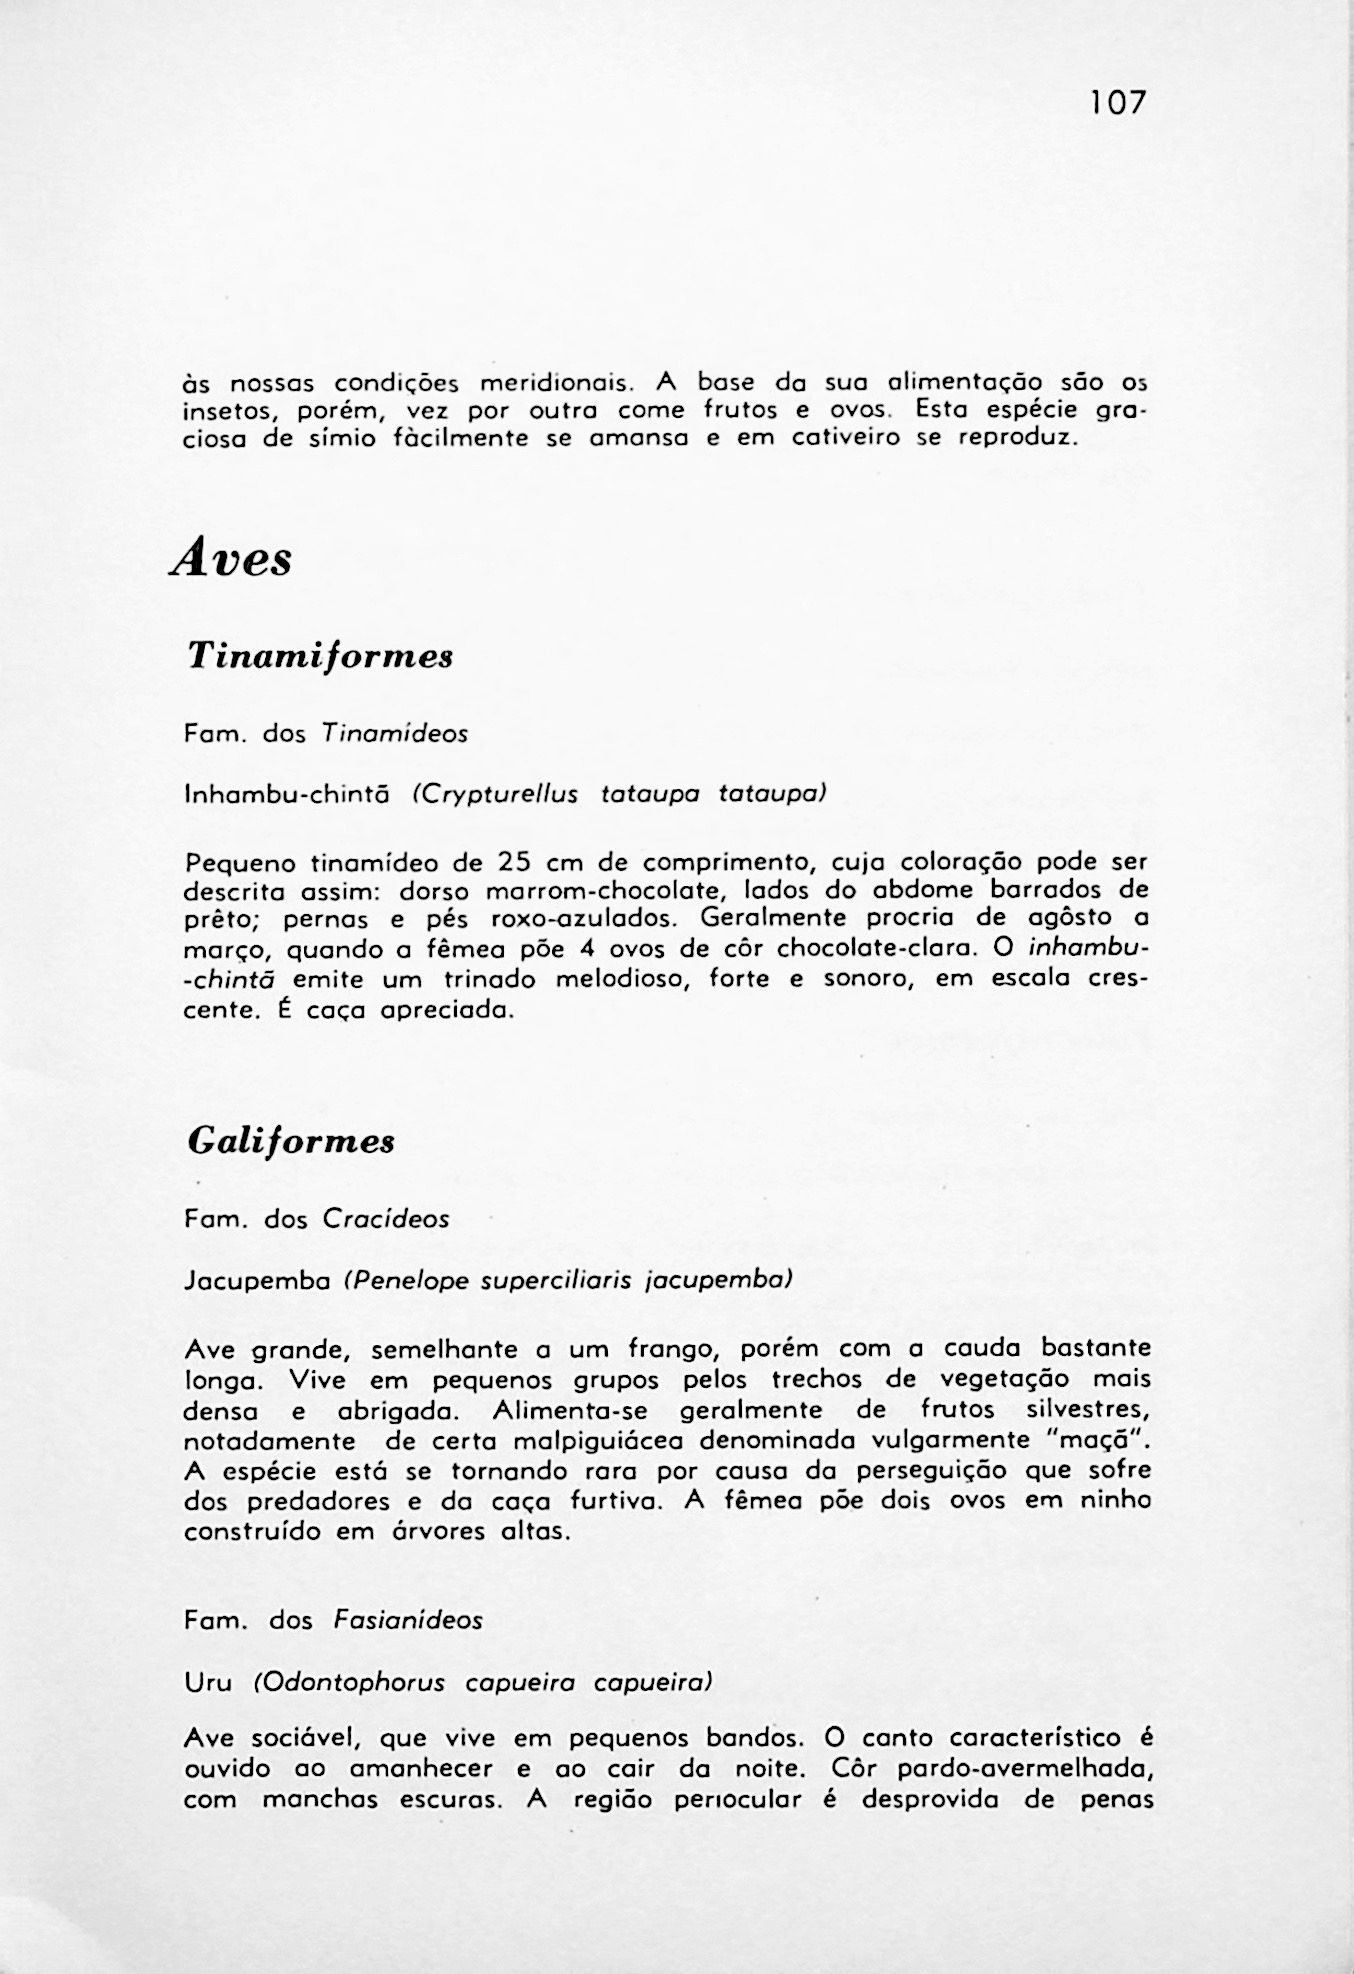 107
às nossas condições meridionais. A base da sua alimentação são os
insetos, porém, vez por outra come frutos e ovos. Esta espécie gra-
ciosa de símio fàcilmente se amansa e em cativeiro se reproduz.
Aves
Tinamiformes
Fam. dos Tinamídeos
Inhambu-chintã (Crypturellus tataupa tataupa)
Pequeno tinamídeo de 25 cm de comprimento, cuja coloração pode ser
descrita assim: dorso marrom-chocolate, lados do abdome barrados de
prêto; pernas e pés roxo-azulados. Geralmente procria de agôsto a
março, quando a fêmea põe 4 ovos de côr chocolate-clara. O inhambu-
-chintã emite um trinado melodioso, forte e sonoro, em escala cres-
cente. É caça apreciada.
Galiformes
Fam. dos Cracídeos
Jacupemba (Penelope superciliaris jacupemba)
Ave grande, semelhante a um frango, porém com a cauda bastante
longa. Vive em pequenos grupos pelos trechos de vegetação mais
densa e abrigada. Alimenta-se geralmente de frutos silvestres,
notadamente de certa malpiguiácea denominada vulgarmente "maçã".
A espécie está se tornando rara por causa da perseguição que sofre
dos predadores e da caça furtiva. A fêmea põe dois ovos em ninho
construído em árvores altas.
Fam. dos Fasianídeos
Uru (Odontophorus capueira capueira)
Ave sociável, que vive em pequenos bandos. O canto característico é
ouvido ao amanhecer e ao cair da noite. Côr pardo-avermelhada,
com manchas escuras. A região periocular é desprovida de penas